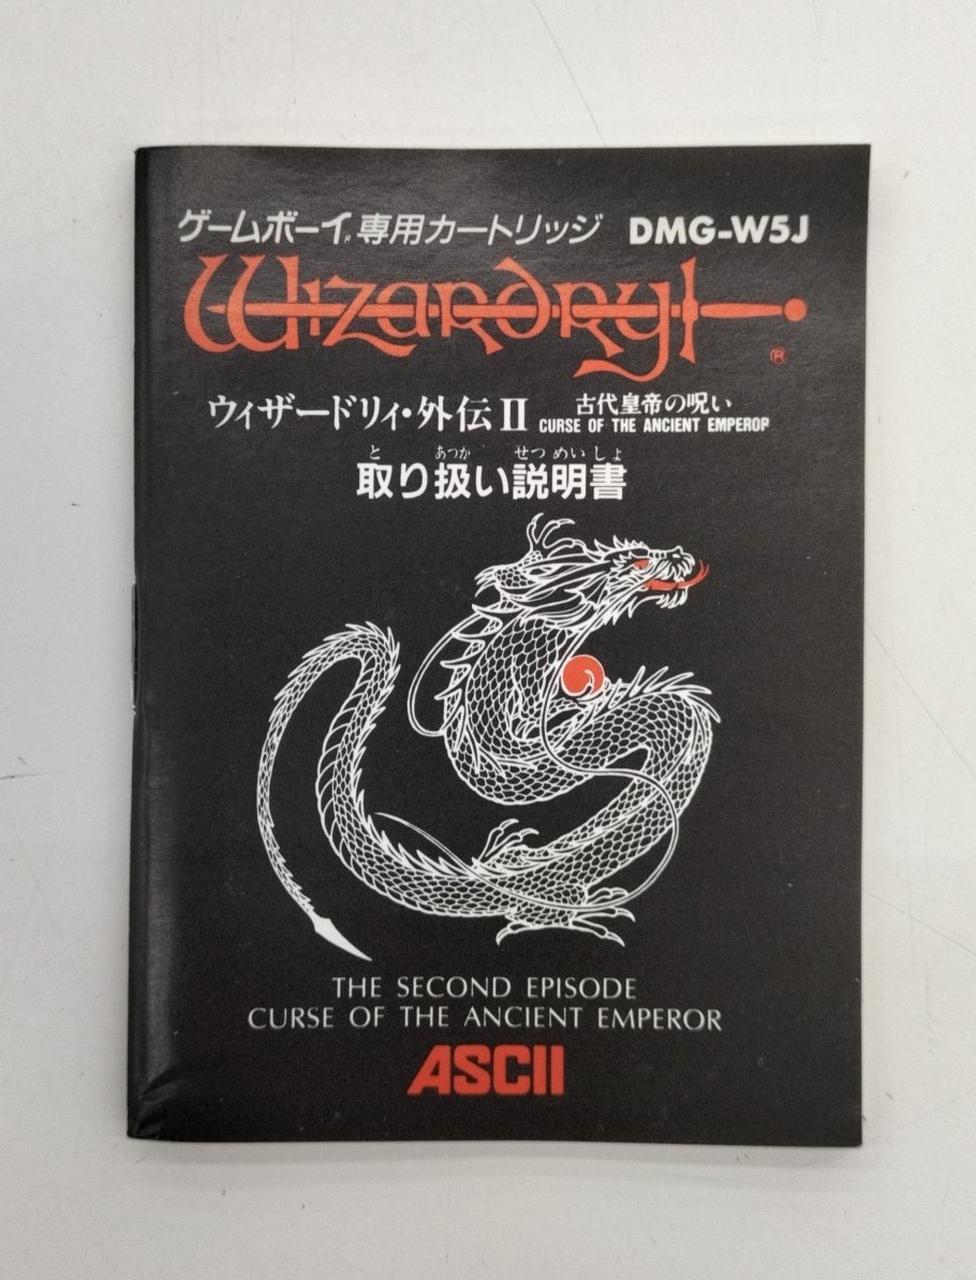 ゲームボーイ専用カートリッジ DMG-W5J
Wizardry
®
ウィザードリィ・外伝 II 古代皇帝の呪い
CURSE OF THE ANCIENT EMPEROR
と あつか せつめいしょ
取り扱い説明書
THE SECOND EPISODE
CURSE OF THE ANCIENT EMPEROR
ASCII